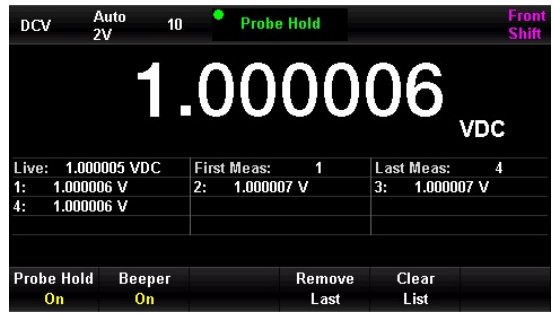 DCV Auto 2V 10 Probe Hold Front Shift
1.000006 VDC
Live: 1.000005 VDC First Meas: 1 Last Meas: 4
1: 1.000006 V 2: 1.000007 V 3: 1.000007 V
4: 1.000006 V
Probe Hold Beeper Remove Clear
On On Last List